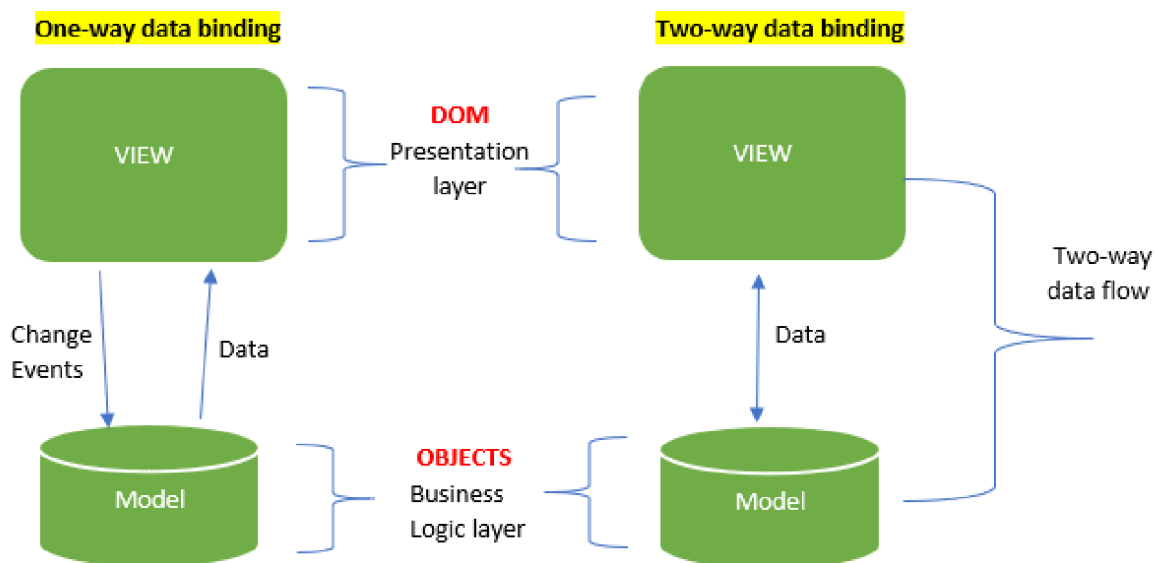 One-way data binding
Two-way data binding
VIEW
DOM
Presentation
layer
VIEW
Two-way
data flow
Change
Events
Data
Data
Model
OBJECTS
Business
Logic layer
Model